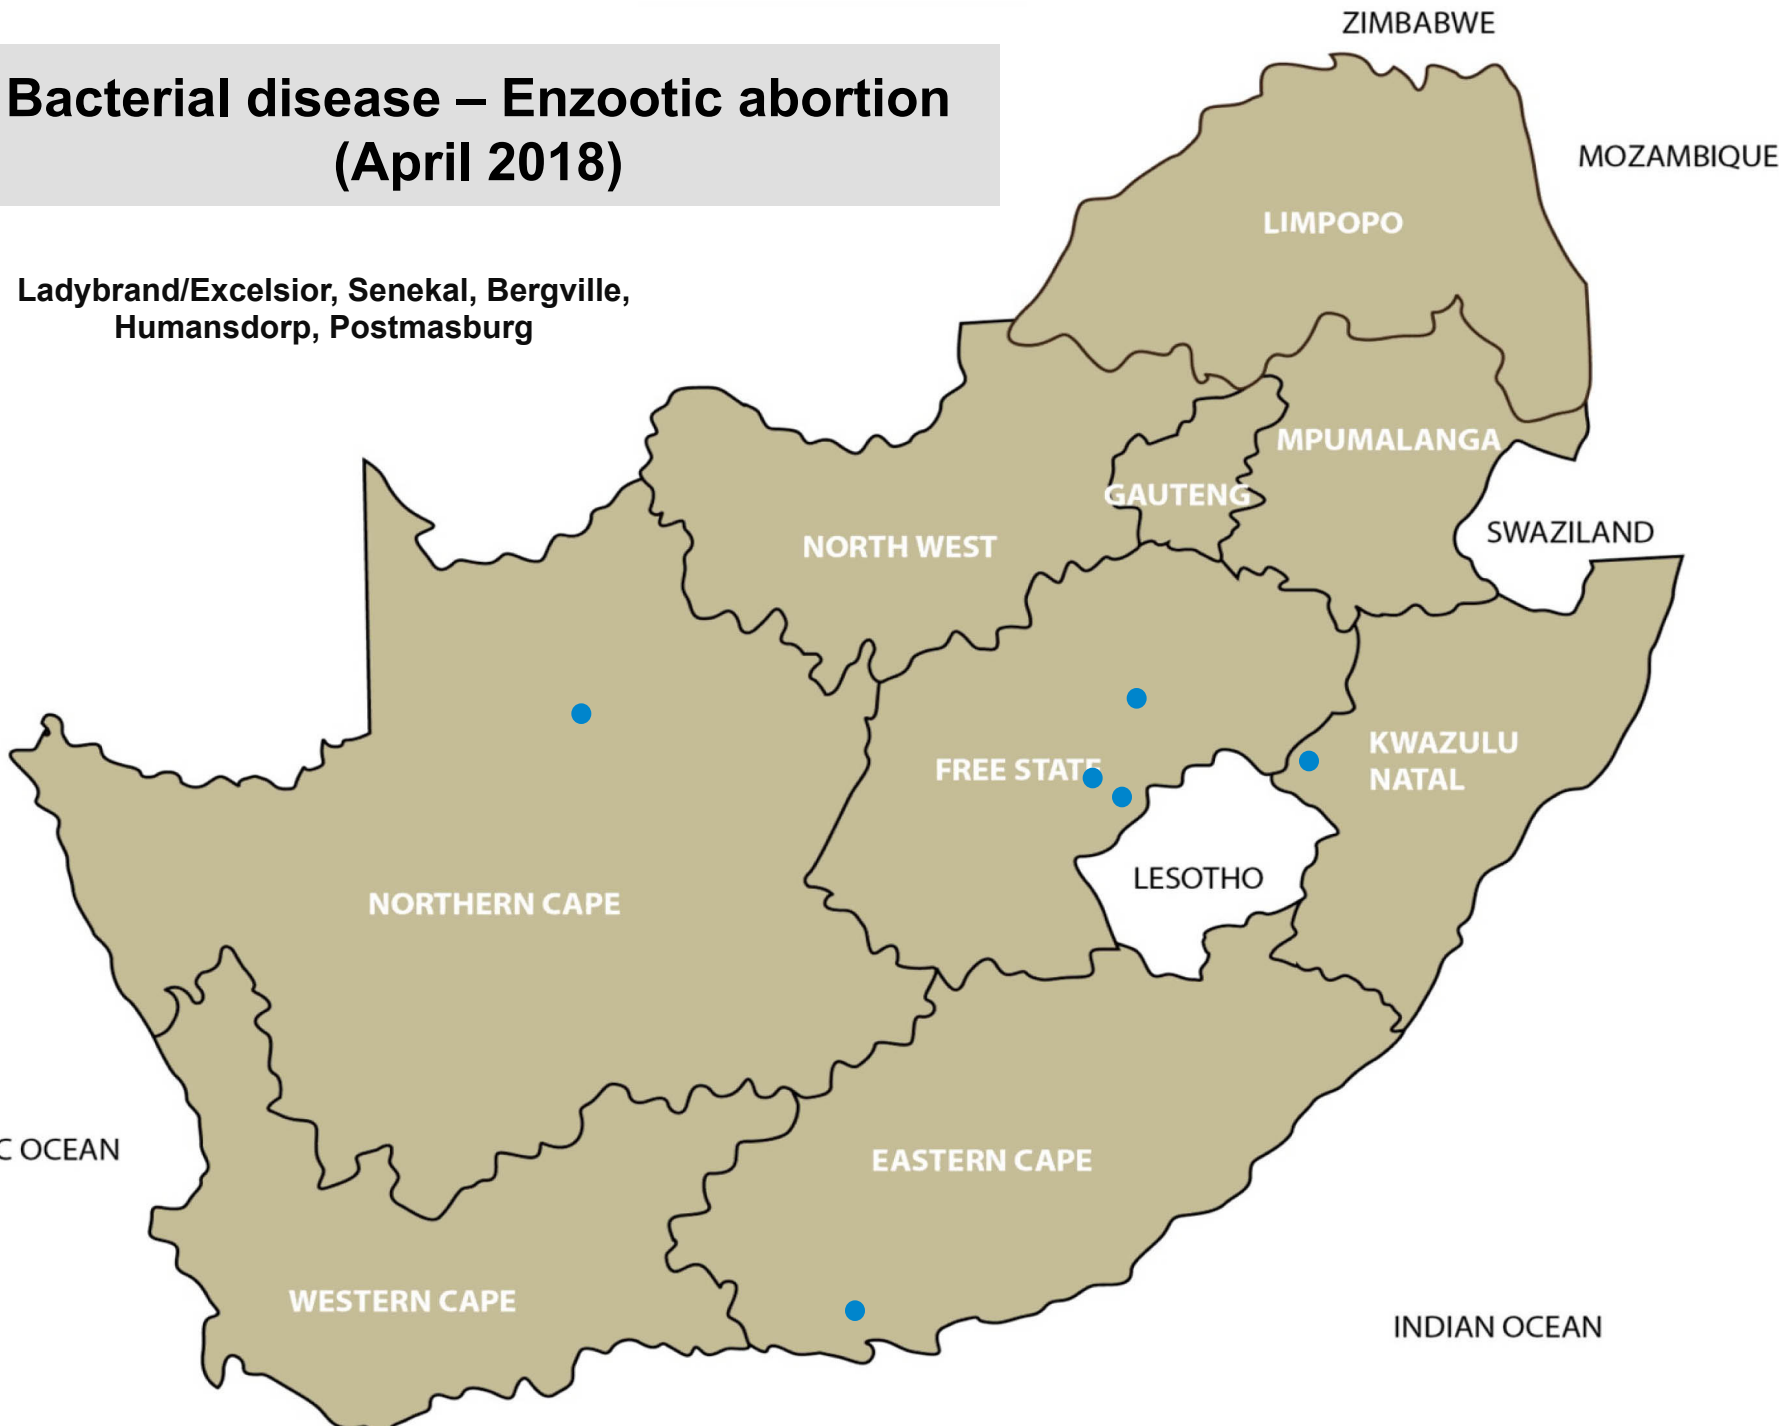 ZIMBABWE
Bacterial disease – Enzootic abortion
(April 2018)
MOZAMBIQUE
LIMPOPO
Ladybrand/Excelsior, Senekal, Bergville,
Humansdorp, Postmasburg
MPUMALANGA
GAUTENG
SWAZILAND
NORTH WEST
KWAZULU
NATAL
FREE STATE
LESOTHO
NORTHERN CAPE
C OCEAN
EASTERN CAPE
WESTERN CAPE
INDIAN OCEAN